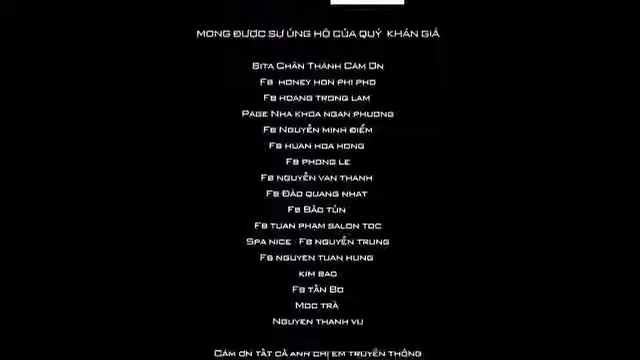 MONG ĐƯỢC SỰ ỦNG HỘ CỦA QUÝ KHÁN GIẢ
BITA CHÂN THÀNH CÁM ƠN
FB HONEY HON PHI PHO
FB HOANG TRONG LAM
PAGE NHA KHOA NGAN PHUONG
FB NGUYỄN MINH ĐIỂM
FB HUAN HOA HONG
FB PHONG LE
FB NGUYỄN VAN THANH
FB ĐÀO QUANG NHAT
FB BẢO TÚN
FB TUAN PHẠM SALON TOC
SPA NICE - FB NGUYỄN TRUNG
FB NGUYEN TUAN HUNG
KIM BAO
FB TẤN BO
MOC TRÀ
NGUYEN THANH VU
CÁM ƠN TẤT CẢ ANH CHỊ EM TRUYỀN THÔNG